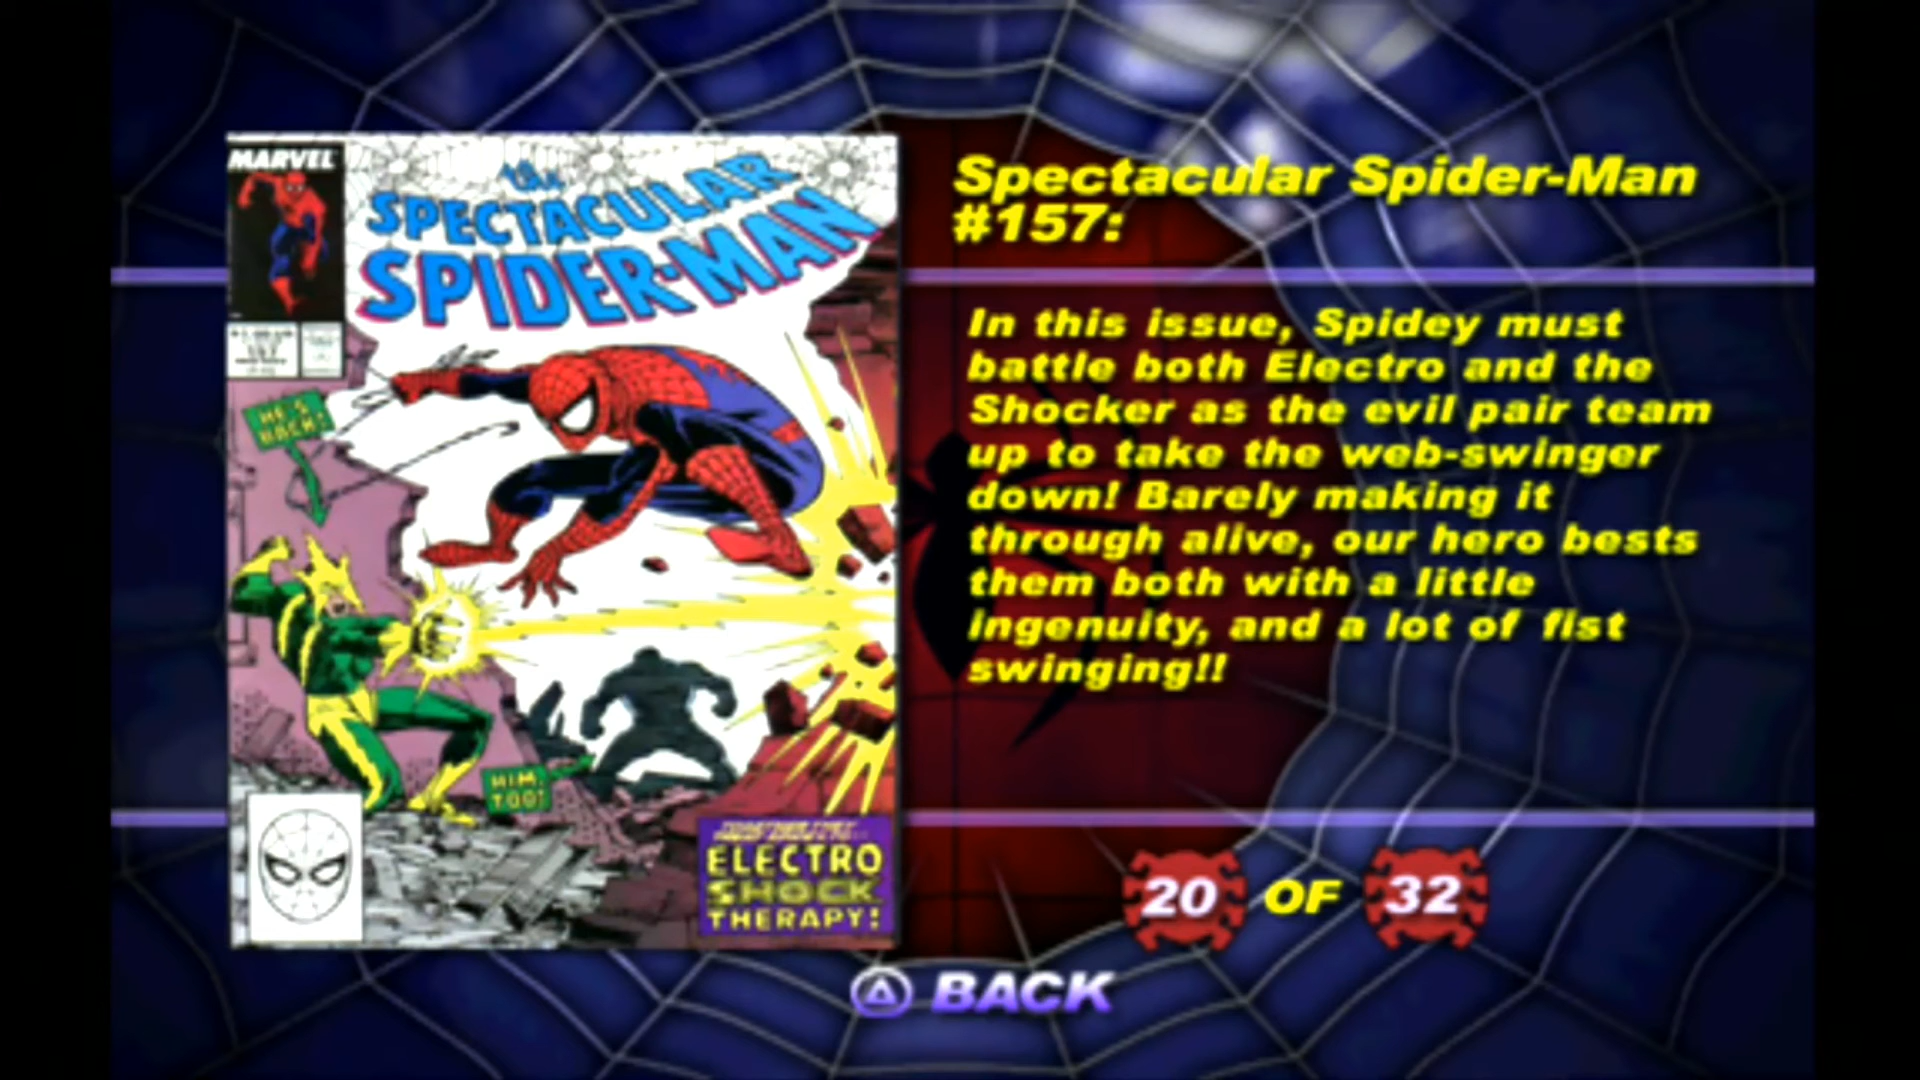 MARVEL
the
SPECTACULAR
SPIDER-MAN
157
HE'S
BACK!
HIM,
TOO!
ELECTRO
SHOCK
THERAPY!
Spectacular Spider-Man
#157:
In this issue, Spidey must
battle both Electro and the
Shocker as the evil pair team
up to take the web-swinger
down! Barely making it
through alive, our hero bests
them both with a little
ingenuity, and a lot of fist
swinging!!
20 OF 32
BACK